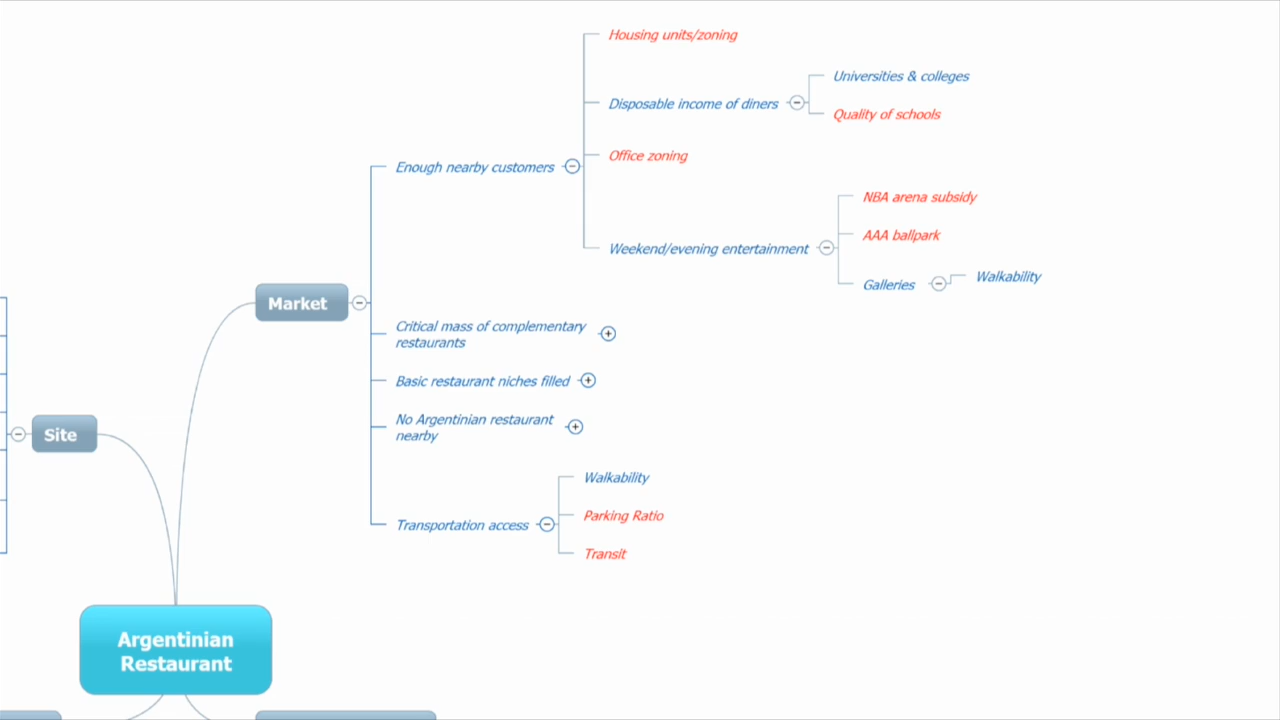 Housing units/zoning
Universities & colleges
Disposable income of diners
Quality of schools
Office zoning
Enough nearby customers
NBA arena subsidy
AAA ballpark
Weekend/evening entertainment
Galleries
Walkability
Market
Critical mass of complementary
restaurants
Basic restaurant niches filled
No Argentinian restaurant
nearby
Site
Walkability
Parking Ratio
Transportation access
Transit
Argentinian
Restaurant